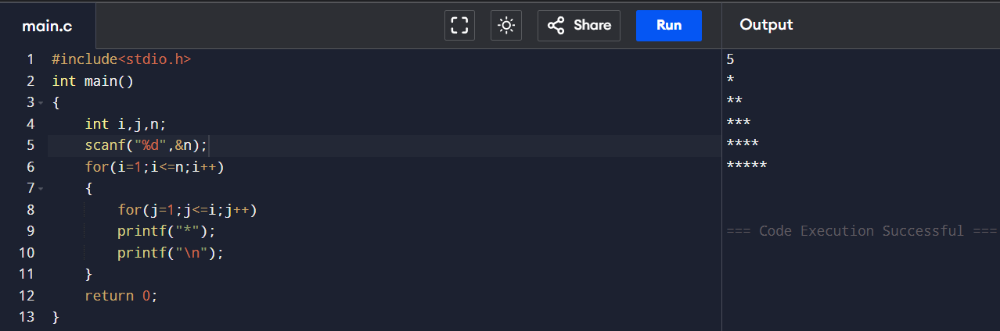 main.c
Share
Run
Output
1 #include<stdio.h>
2 int main()
3 {
4     int i,j,n;
5     scanf("%d",&n);
6     for(i=1;i<=n;i++)
7     {
8         for(j=1;j<=i;j++)
9         printf("*");
10         printf("\n");
11     }
12     return 0;
13 }
5
*
**
***
****
*****
=== Code Execution Successful ===